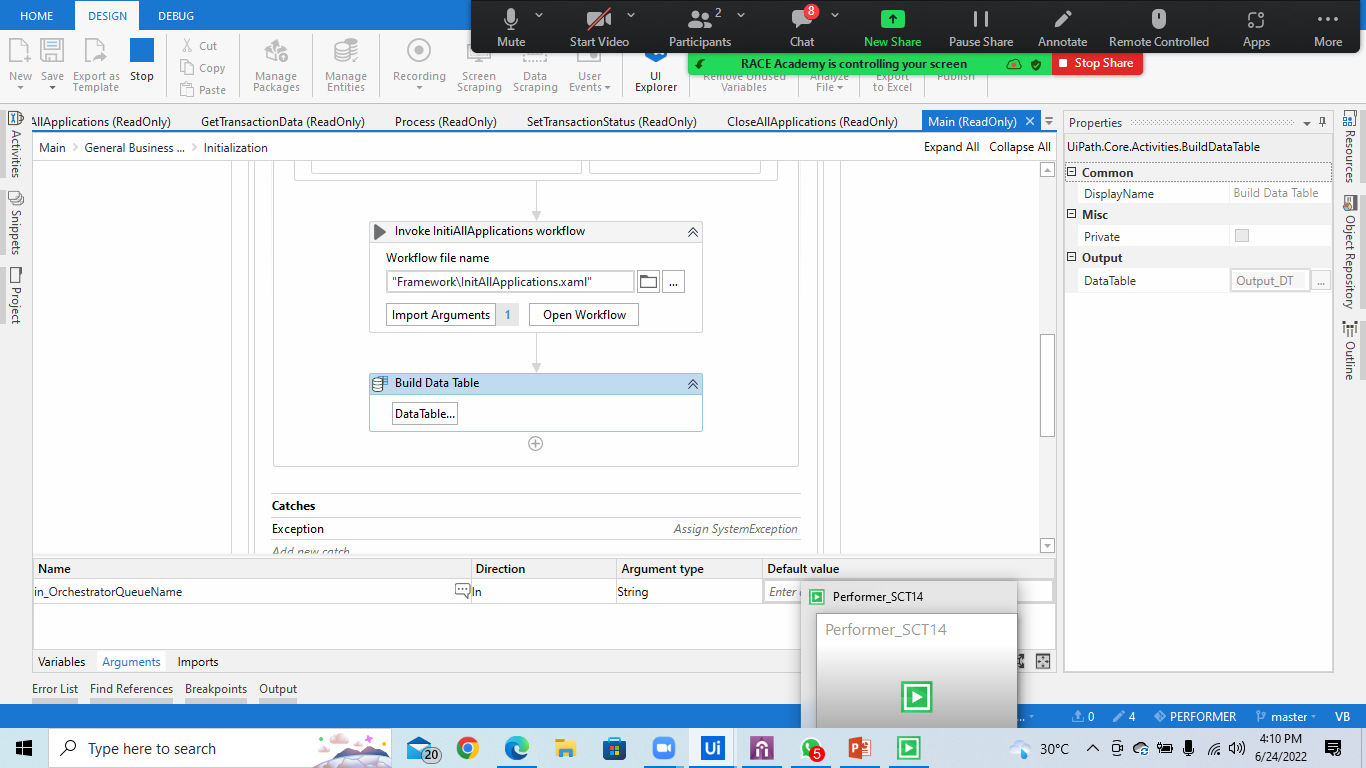 HOME DESIGN DEBUG
Mute Start Video Participants 2 Chat 8 New Share Pause Share Annotate Remote Controlled Apps More
RACE Academy is controlling your screen Stop Share
New Save Export as Template Stop Cut Copy Paste Manage Packages Manage Entities Recording Screen Scraping Data Scraping User Events UI Explorer Remove Unused Variables Analyze File Export to Excel Publish
AllApplications (ReadOnly) GetTransactionData (ReadOnly) Process (ReadOnly) SetTransactionStatus (ReadOnly) CloseAllApplications (ReadOnly) Main (ReadOnly)
Main General Business ... Initialization Expand All Collapse All
Activities
Snippets
Project
Invoke InitiAllApplications workflow
Workflow file name
"Framework\InitAllApplications.xaml" ...
Import Arguments 1 Open Workflow
Build Data Table
DataTable...
Catches
Exception Assign SystemException
Add new catch
Properties
UiPath.Core.Activities.BuildDataTable
Common
DisplayName Build Data Table
Misc
Private
Output
DataTable Output_DT ...
Resources
Object Repository
Outline
Name Direction Argument type Default value
in_OrchestratorQueueName In String Enter
Variables Arguments Imports
Error List Find References Breakpoints Output
Performer_SCT14
Performer_SCT14
0 4 PERFORMER master VB
Type here to search 20 Ui 5 30°C 4:10 PM
6/24/2022